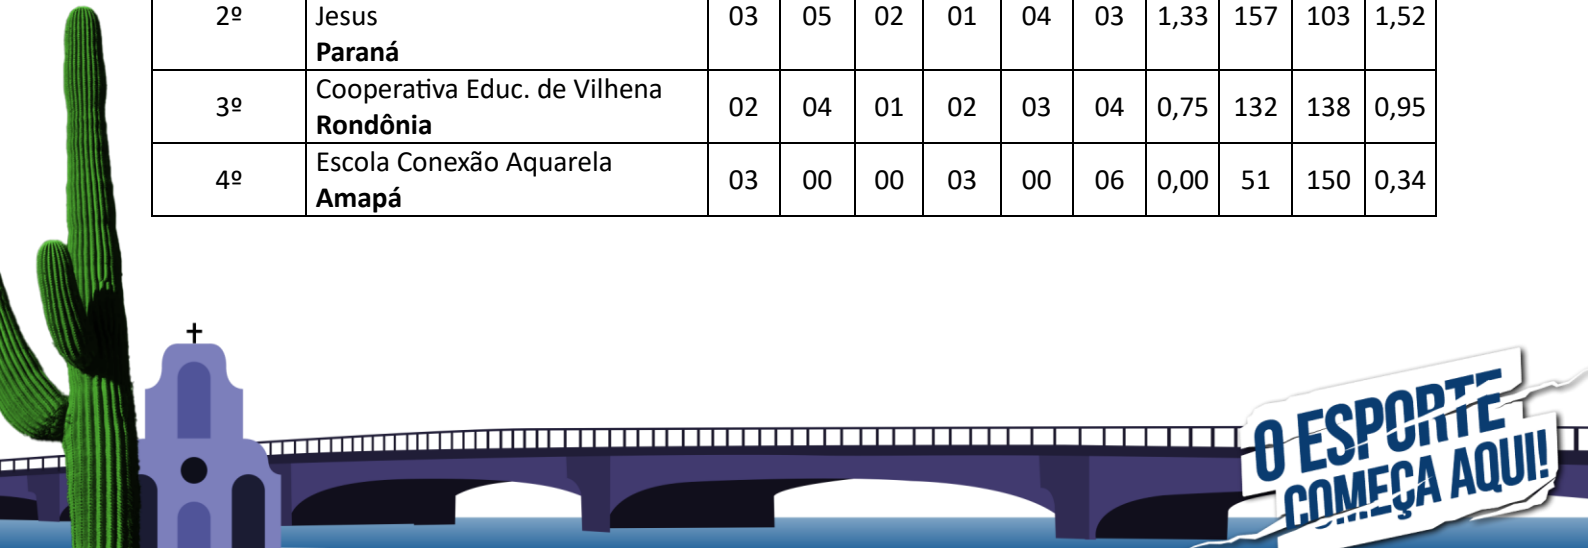 2º Jesus 03 05 02 01 04 03 1,33 157 103 1,52
Paraná
Cooperativa Educ. de Vilhena
3º 02 04 01 02 03 04 0,75 132 138 0,95
Rondônia
Escola Conexão Aquarela
4º 03 00 00 03 00 06 0,00 51 150 0,34
Amapá
O ESPORTE
COMEÇA AQUI!